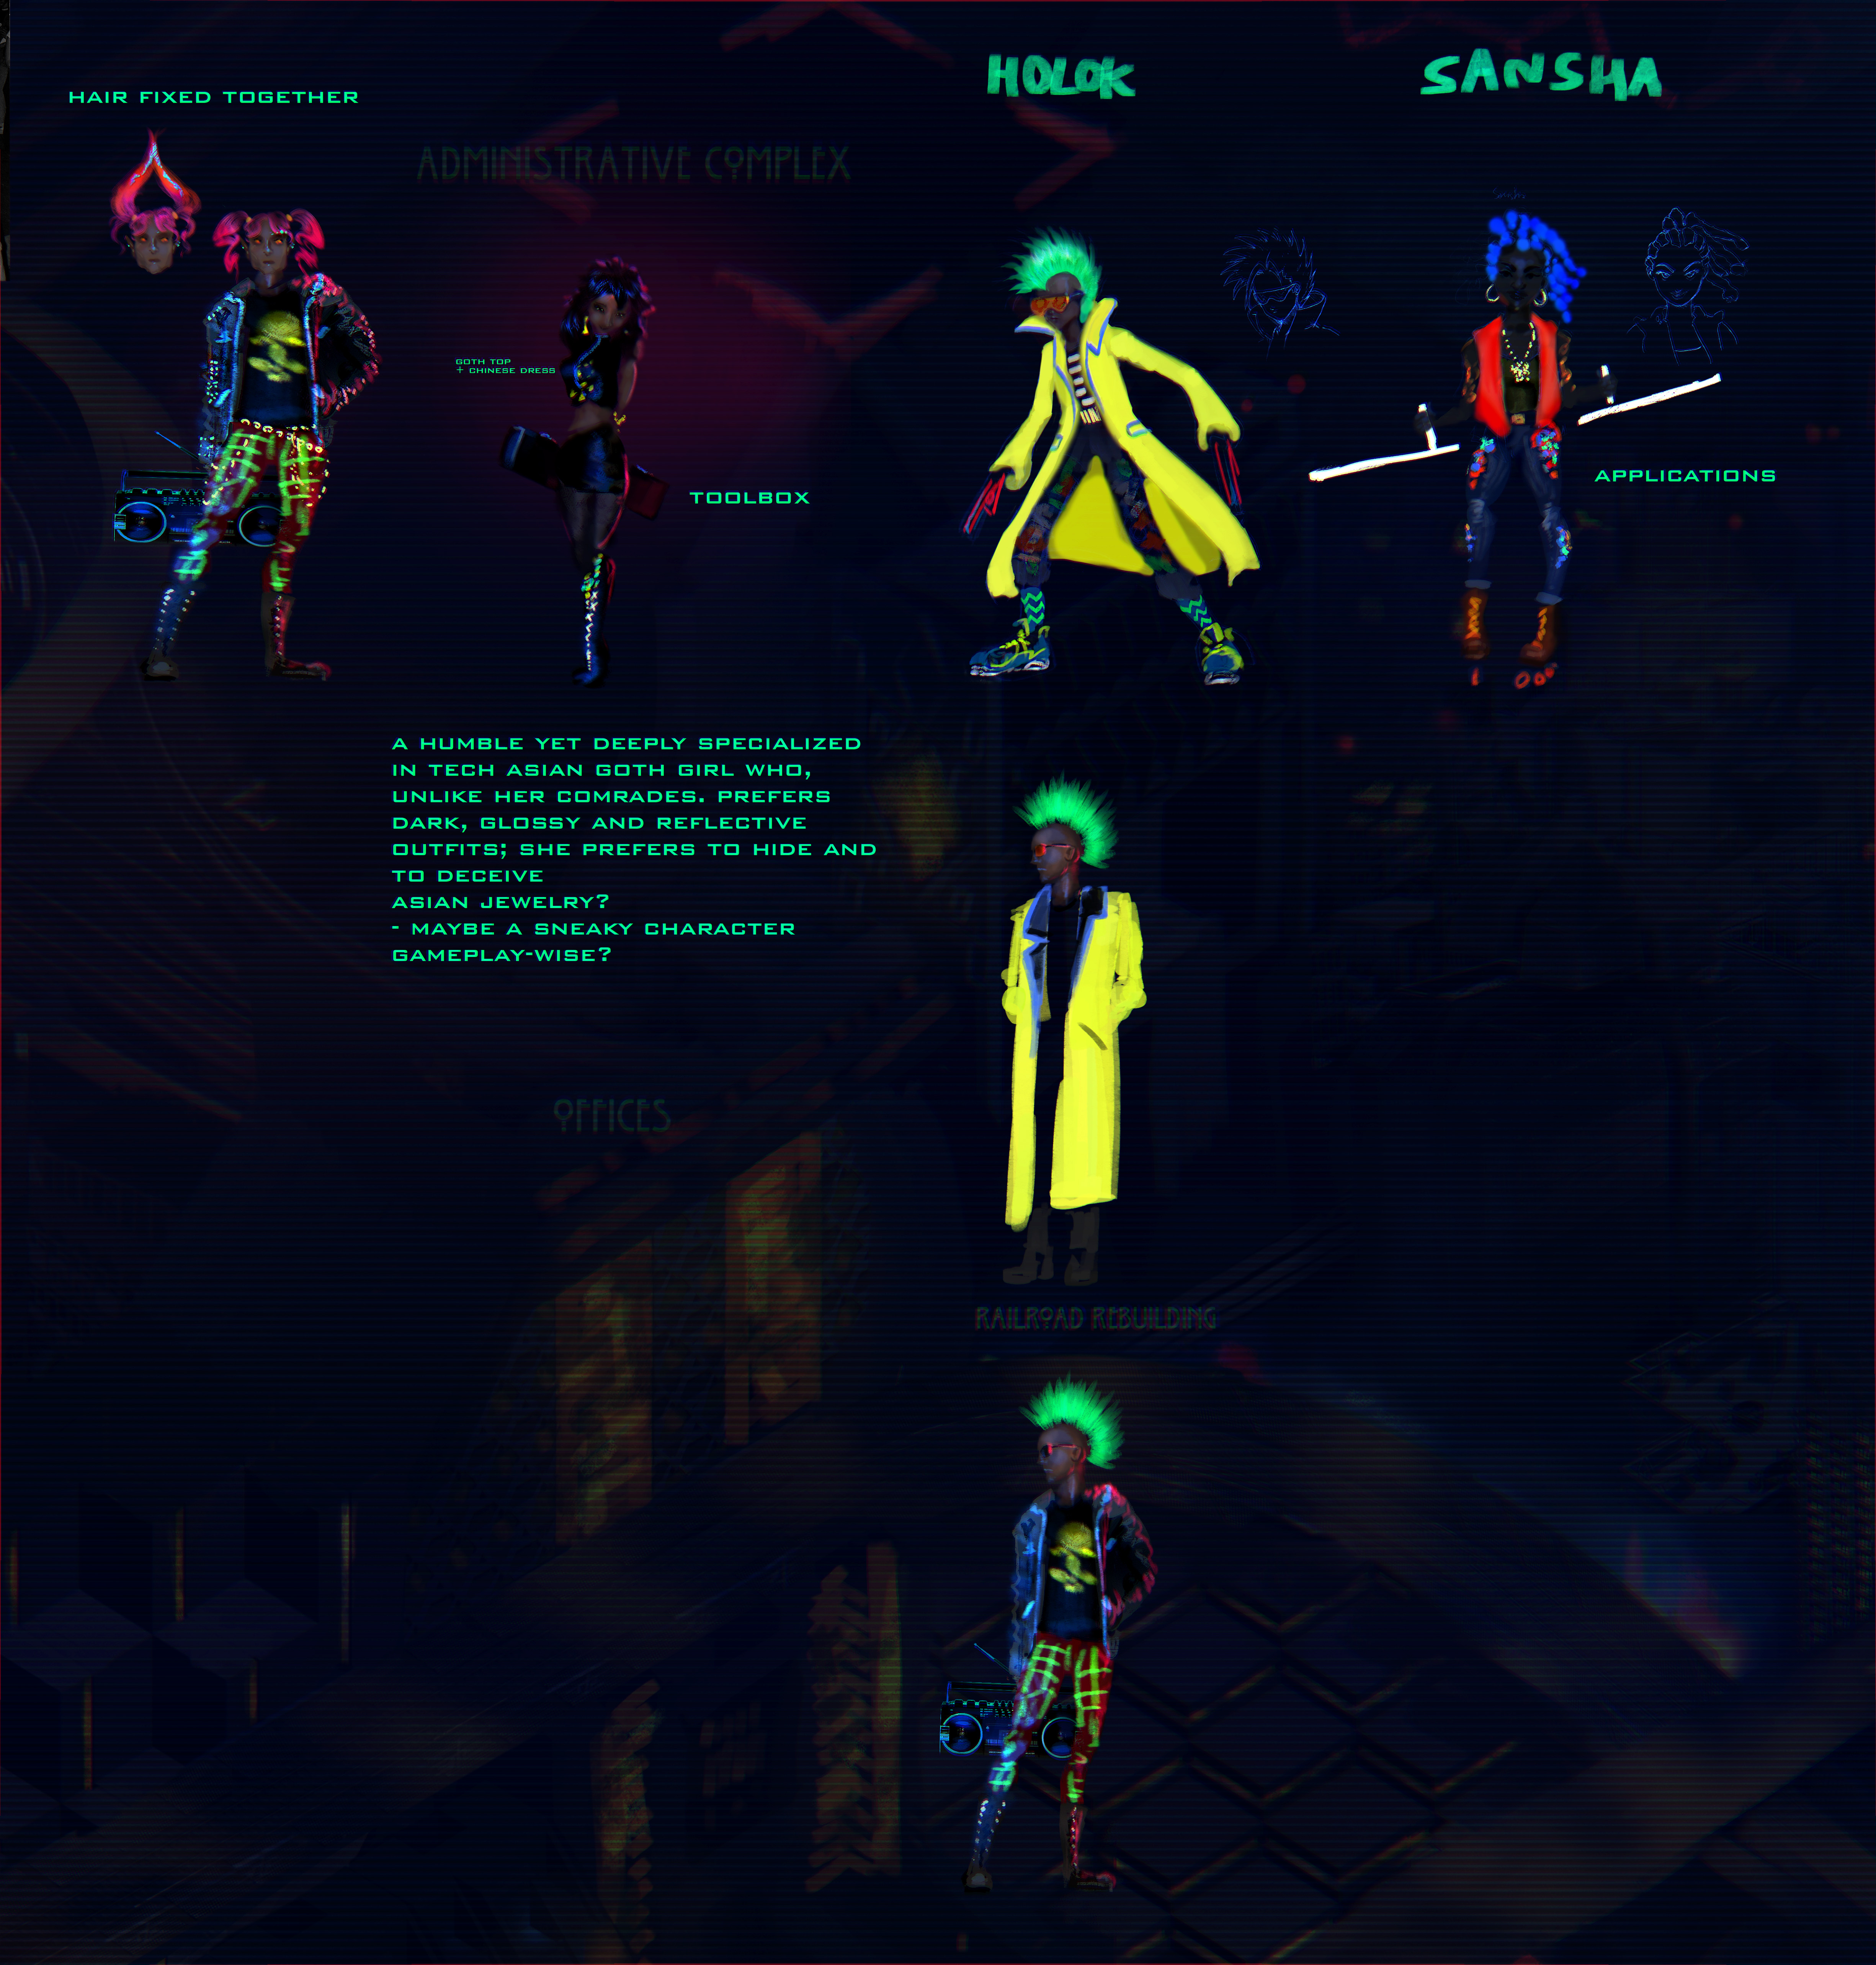 HOLOK
SANSHA
HAIR FIXED TOGETHER
ADMINISTRATIVE COMPLEX
Sansha
GOTH TOP
+ CHINESE DRESS
TOOLBOX
APPLICATIONS
A HUMBLE YET DEEPLY SPECIALIZED
IN TECH ASIAN GOTH GIRL WHO,
UNLIKE HER COMRADES. PREFERS
DARK, GLOSSY AND REFLECTIVE
OUTFITS; SHE PREFERS TO HIDE AND
TO DECEIVE
ASIAN JEWELRY?
- MAYBE A SNEAKY CHARACTER
GAMEPLAY-WISE?
OFFICES
RAILROAD REBUILDING